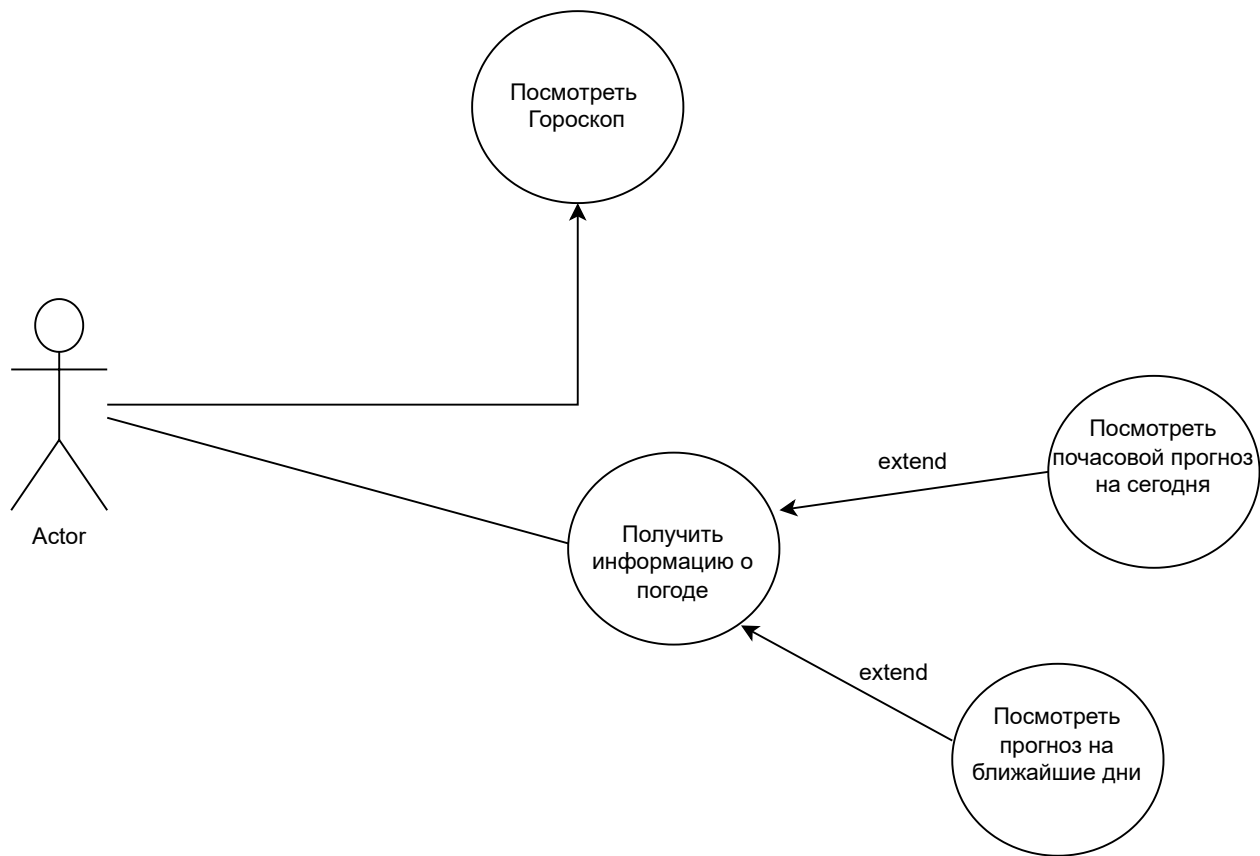 Посмотреть
Гороскоп
Actor
extend
Посмотреть
почасовой прогноз
на сегодня
Получить
информацию о
погоде
extend
Посмотреть
прогноз на
ближайшие дни